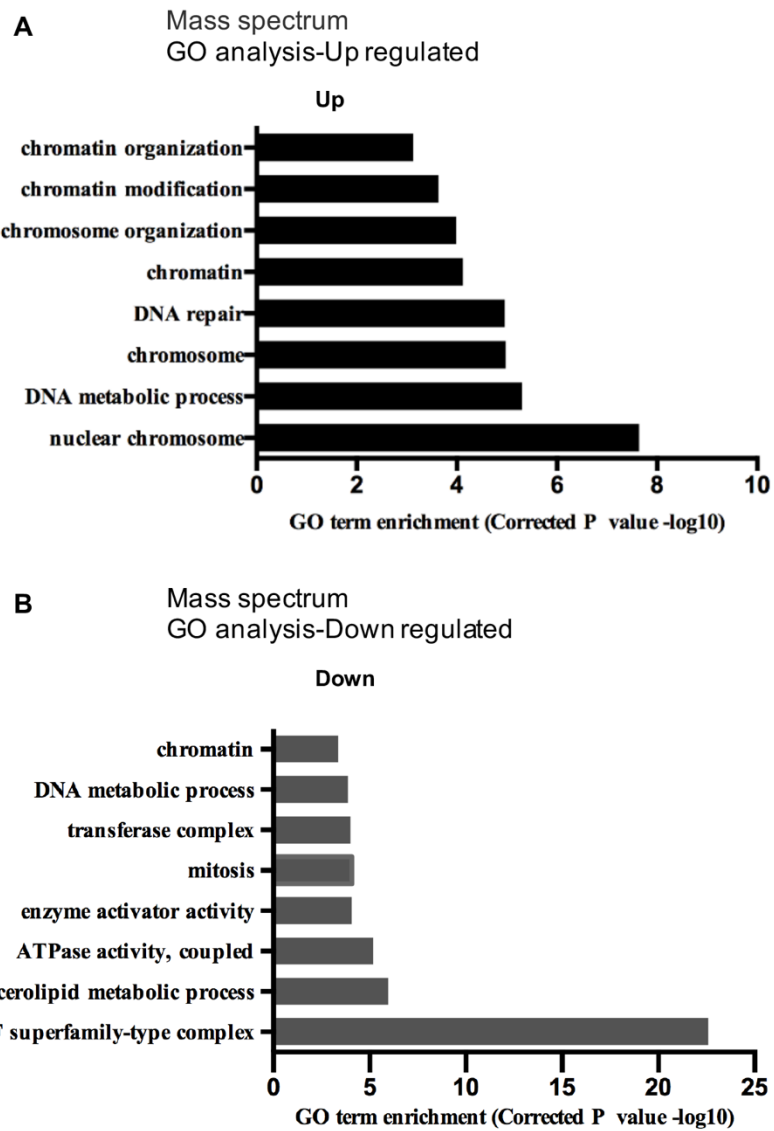 A
Mass spectrum
GO analysis-Up regulated
Up
chromatin organization
chromatin modification
chromosome organization
chromatin
DNA repair
chromosome
DNA metabolic process
nuclear chromosome
0 2 4 6 8 10
GO term enrichment (Corrected P value -log10)
B
Mass spectrum
GO analysis-Down regulated
Down
chromatin
DNA metabolic process
transferase complex
mitosis
enzyme activator activity
ATPase activity, coupled
cerolipid metabolic process
F superfamily-type complex
0 5 10 15 20 25
GO term enrichment (Corrected P value -log10)